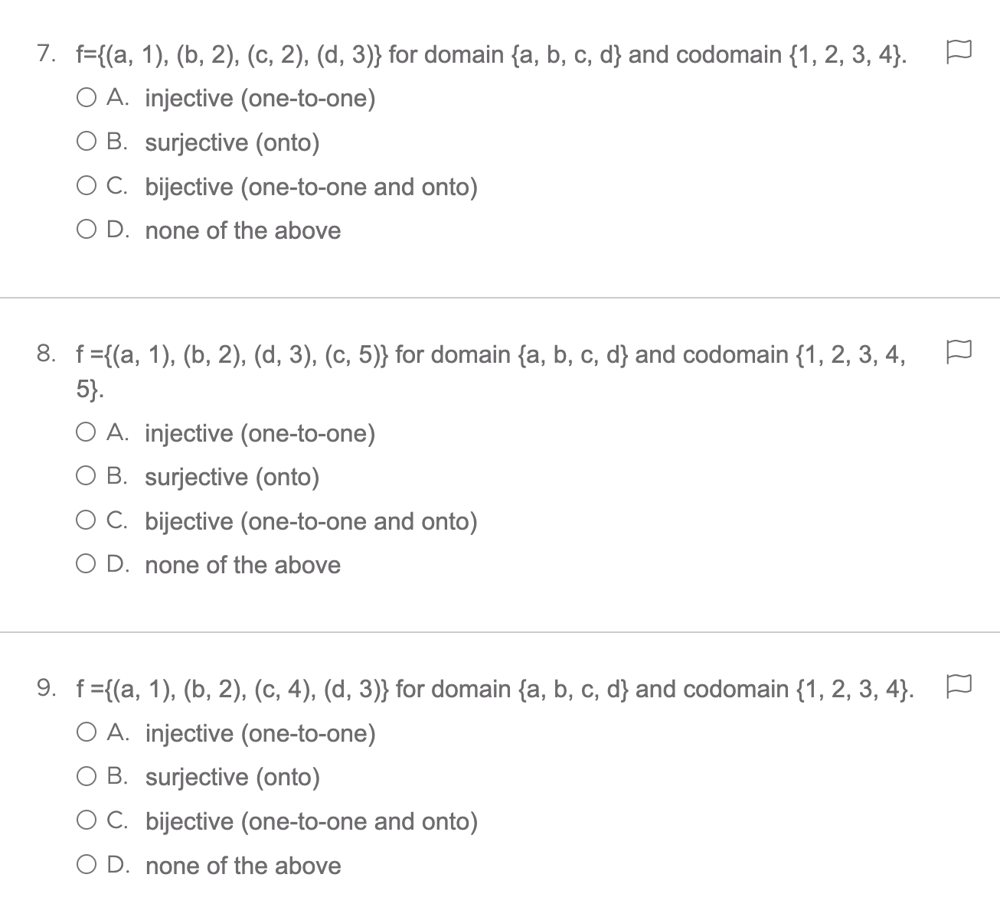 7. f={(a, 1), (b, 2), (c, 2), (d, 3)} for domain {a, b, c, d} and codomain {1, 2, 3, 4}.
A. injective (one-to-one)
B. surjective (onto)
C. bijective (one-to-one and onto)
D. none of the above
8. f ={(a, 1), (b, 2), (d, 3), (c, 5)} for domain {a, b, c, d} and codomain {1, 2, 3, 4,
5}.
A. injective (one-to-one)
B. surjective (onto)
C. bijective (one-to-one and onto)
D. none of the above
9. f ={(a, 1), (b, 2), (c, 4), (d, 3)} for domain {a, b, c, d} and codomain {1, 2, 3, 4}.
A. injective (one-to-one)
B. surjective (onto)
C. bijective (one-to-one and onto)
D. none of the above